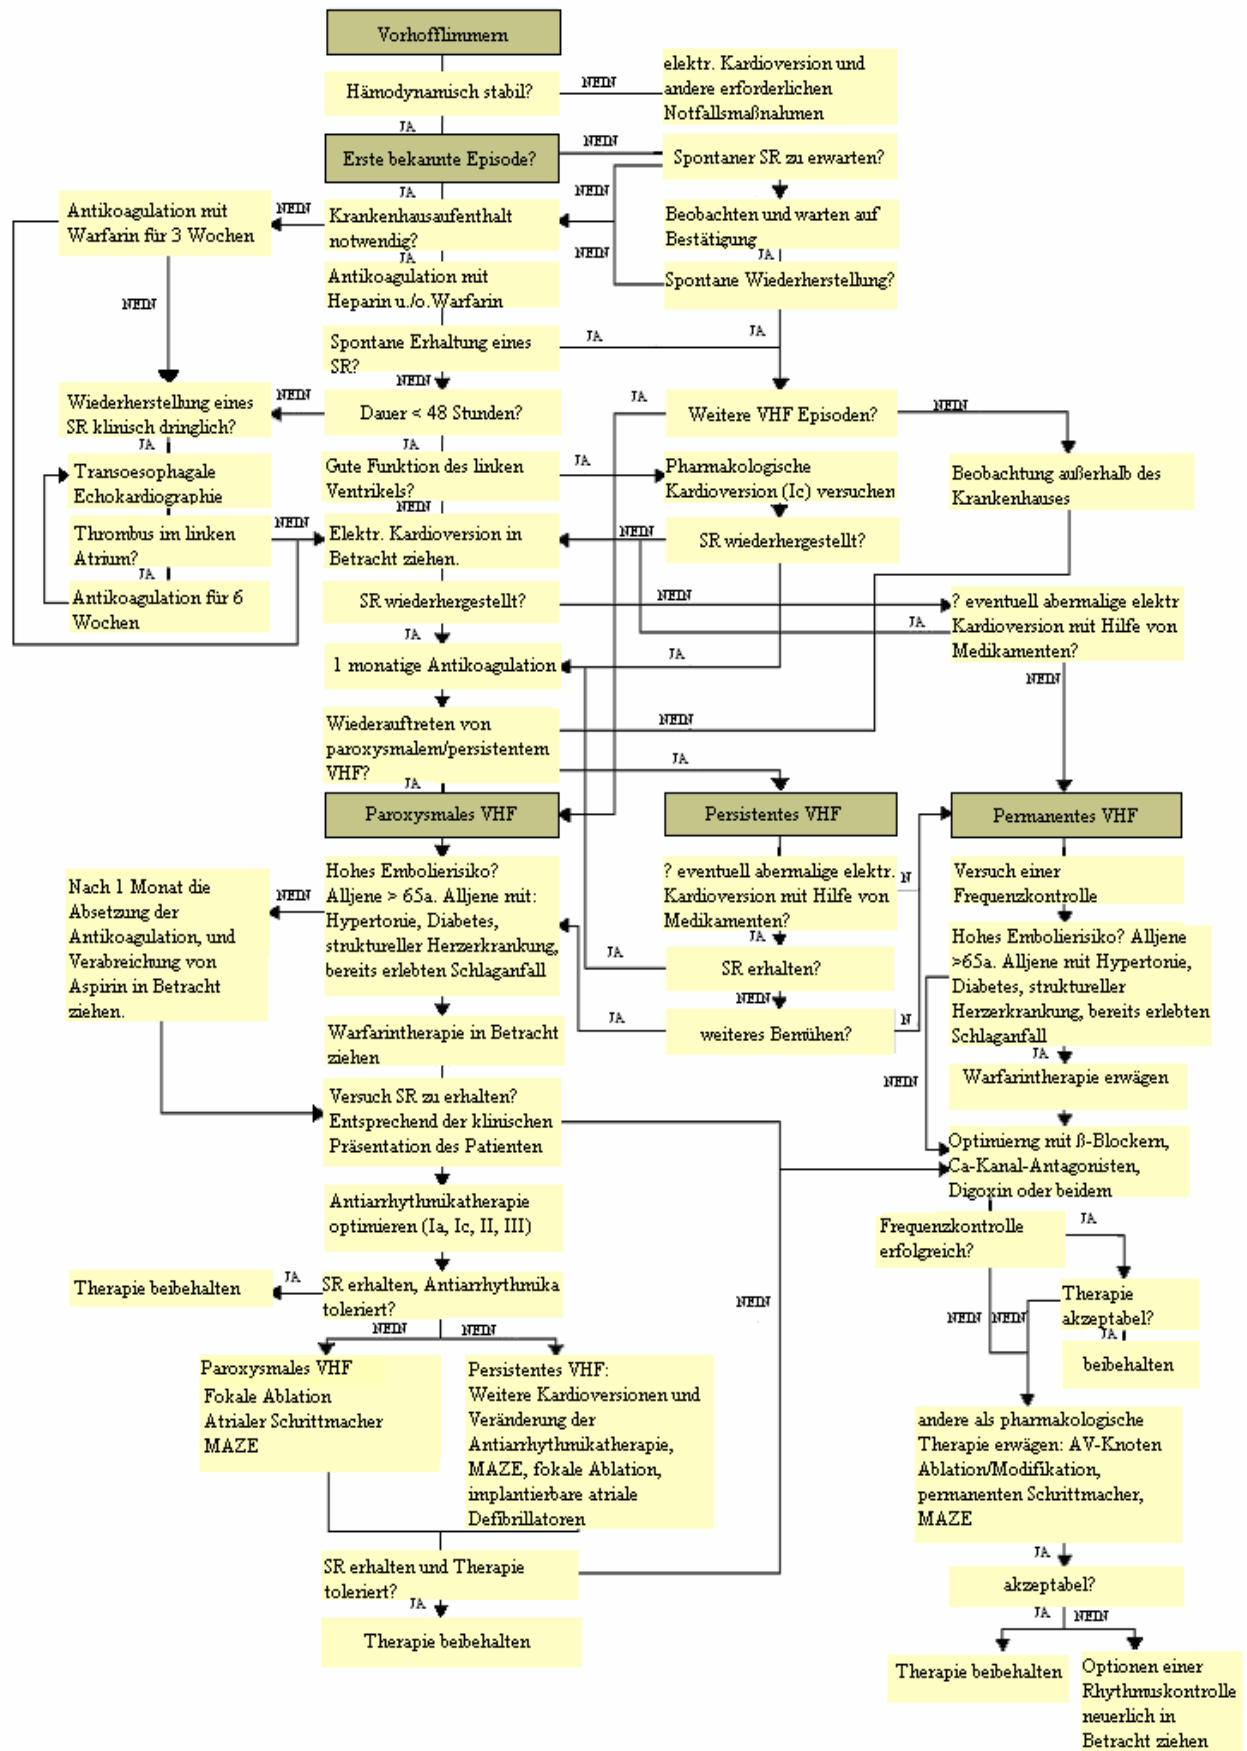 Vorhofflimmern
Hämodynamisch stabil?
NEIN
elektr. Kardioversion und
andere erforderlichen
Notfallsmaßnahmen
JA
Erste bekannte Episode?
NEIN
Spontaner SR zu erwarten?
JA
NEIN
Antikoagulation mit
Warfarin für 3 Wochen
NEIN
Krankenhausaufenthalt
notwendig?
Beobachten und warten auf
Bestätigung
JA
NEIN
JA
Antikoagulation mit
Heparin u./o.Warfarin
Spontane Wiederherstellung?
NEIN
Spontane Erhaltung eines
SR?
JA
JA
NEIN
Wiederherstellung eines
SR klinisch dringlich?
NEIN
Dauer < 48 Stunden?
JA
Weitere VHF Episoden?
NEIN
JA
JA
Transoesophagale
Echokardiographie
Gute Funktion des linken
Ventrikels?
JA
Pharmakologische
Kardioversion (Ic) versuchen
Beobachtung außerhalb des
Krankenhauses
NEIN
Thrombus im linken
Atrium?
NEIN
Elektr. Kardioversion in
Betracht ziehen.
NEIN
SR wiederhergestellt?
JA
Antikoagulation für 6
Wochen
SR wiederhergestellt?
NEIN
? eventuell abermalige elektr
Kardioversion mit Hilfe von
Medikamenten?
JA
JA
1 monatige Antikoagulation
JA
NEIN
Wiederauftreten von
paroxysmalem/persistentem
VHF?
NEIN
JA
JA
Paroxysmales VHF
Persistentes VHF
Permanentes VHF
Nach 1 Monat die
Absetzung der
Antikoagulation, und
Verabreichung von
Aspirin in Betracht
ziehen.
NEIN
Hohes Embolierisiko?
Alljene > 65a. Alljene mit:
Hypertonie, Diabetes,
struktureller Herzerkrankung,
bereits erlebten Schlaganfall
? eventuell abermalige elektr.
Kardioversion mit Hilfe von
Medikamenten?
N
JA
Versuch einer
Frequenzkontrolle
JA
SR erhalten?
NEIN
Hohes Embolierisiko? Alljene
>65a. Alljene mit Hypertonie,
Diabetes, struktureller
Herzerkrankung, bereits erlebten
Schlaganfall
JA
weiteres Bemühen?
N
Warfarintherapie in Betracht
ziehen
JA
NEIN
Warfarintherapie erwägen
Versuch SR zu erhalten?
Entsprechend der klinischen
Präsentation des Patienten
Optimierng mit ß-Blockern,
Ca-Kanal-Antagonisten,
Digoxin oder beidem
Antiarrhythmikatherapie
optimieren (Ia, Ic, II, III)
Frequenzkontrolle
erfolgreich?
JA
Therapie beibehalten
JA
SR erhalten, Antiarrhythmika
toleriert?
NEIN
NEIN
NEIN
NEIN
NEIN
Therapie
akzeptabel?
JA
beibehalten
Paroxysmales VHF
Fokale Ablation
Atrialer Schrittmacher
MAZE
Persistentes VHF:
Weitere Kardioversionen und
Veränderung der
Antiarrhythmikatherapie,
MAZE, fokale Ablation,
implantierbare atriale
Defibrillatoren
andere als pharmakologische
Therapie erwägen: AV-Knoten
Ablation/Modifikation,
permanenten Schrittmacher,
MAZE
SR erhalten und Therapie
toleriert?
JA
Therapie beibehalten
JA
akzeptabel?
JA
NEIN
Therapie beibehalten
Optionen einer
Rhythmuskontrolle
neuerlich in
Betracht ziehen